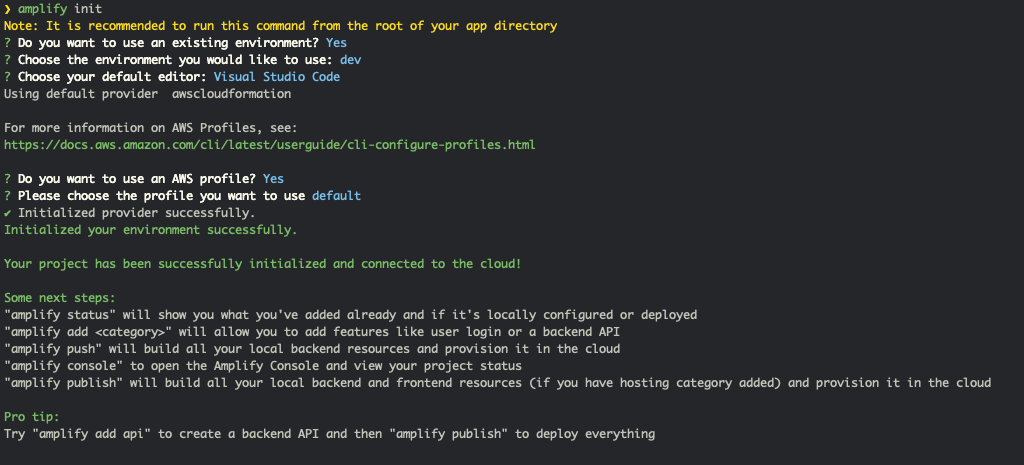 ❯ amplify init
Note: It is recommended to run this command from the root of your app directory
? Do you want to use an existing environment? Yes
? Choose the environment you would like to use: dev
? Choose your default editor: Visual Studio Code
Using default provider  awscloudformation
For more information on AWS Profiles, see:
https://docs.aws.amazon.com/cli/latest/userguide/cli-configure-profiles.html
? Do you want to use an AWS profile? Yes
? Please choose the profile you want to use default
✔ Initialized provider successfully.
Initialized your environment successfully.
Your project has been successfully initialized and connected to the cloud!
Some next steps:
"amplify status" will show you what you've added already and if it's locally configured or deployed
"amplify add <category>" will allow you to add features like user login or a backend API
"amplify push" will build all your local backend resources and provision it in the cloud
"amplify console" to open the Amplify Console and view your project status
"amplify publish" will build all your local backend and frontend resources (if you have hosting category added) and provision it in the cloud
Pro tip:
Try "amplify add api" to create a backend API and then "amplify publish" to deploy everything